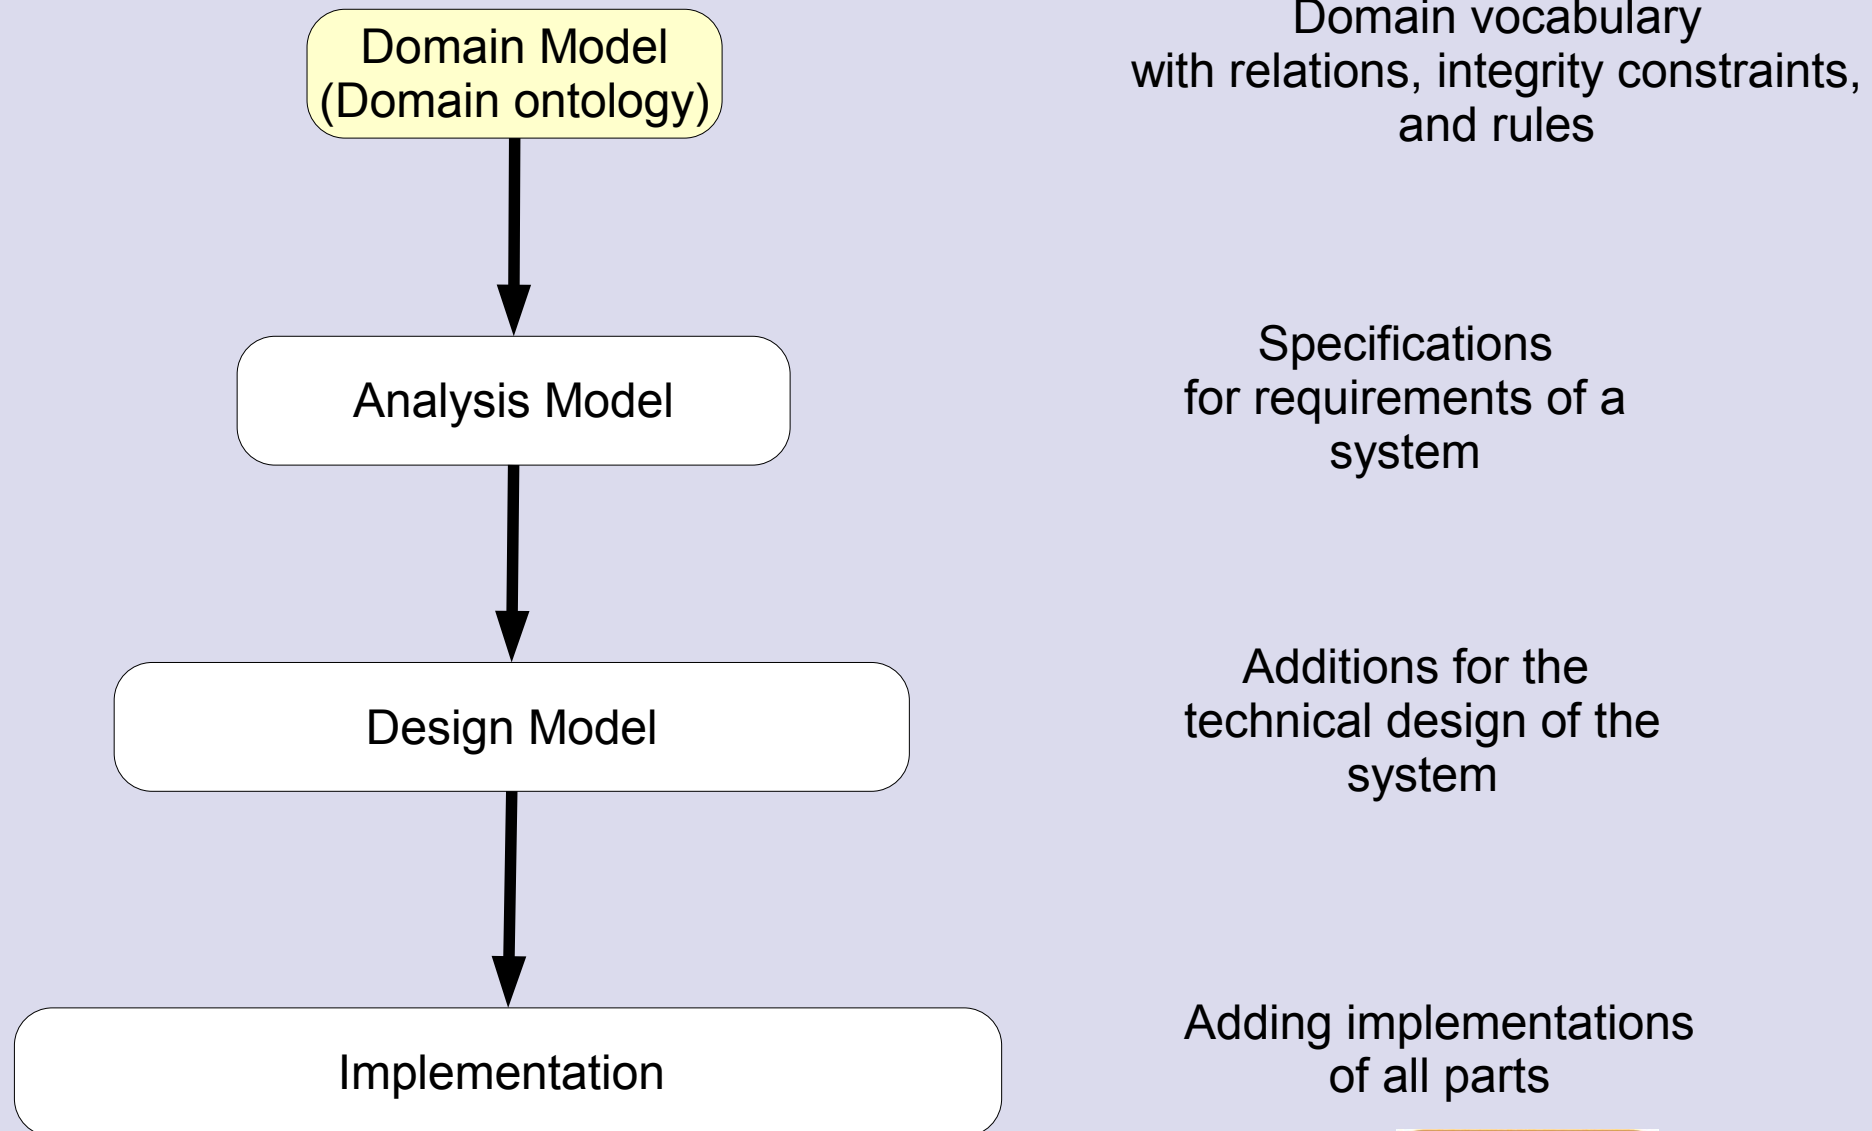 Domain Model
(Domain ontology)
Domain vocabulary
with relations, integrity constraints,
and rules
Analysis Model
Specifications
for requirements of a
system
Design Model
Additions for the
technical design of the
system
Implementation
Adding implementations
of all parts